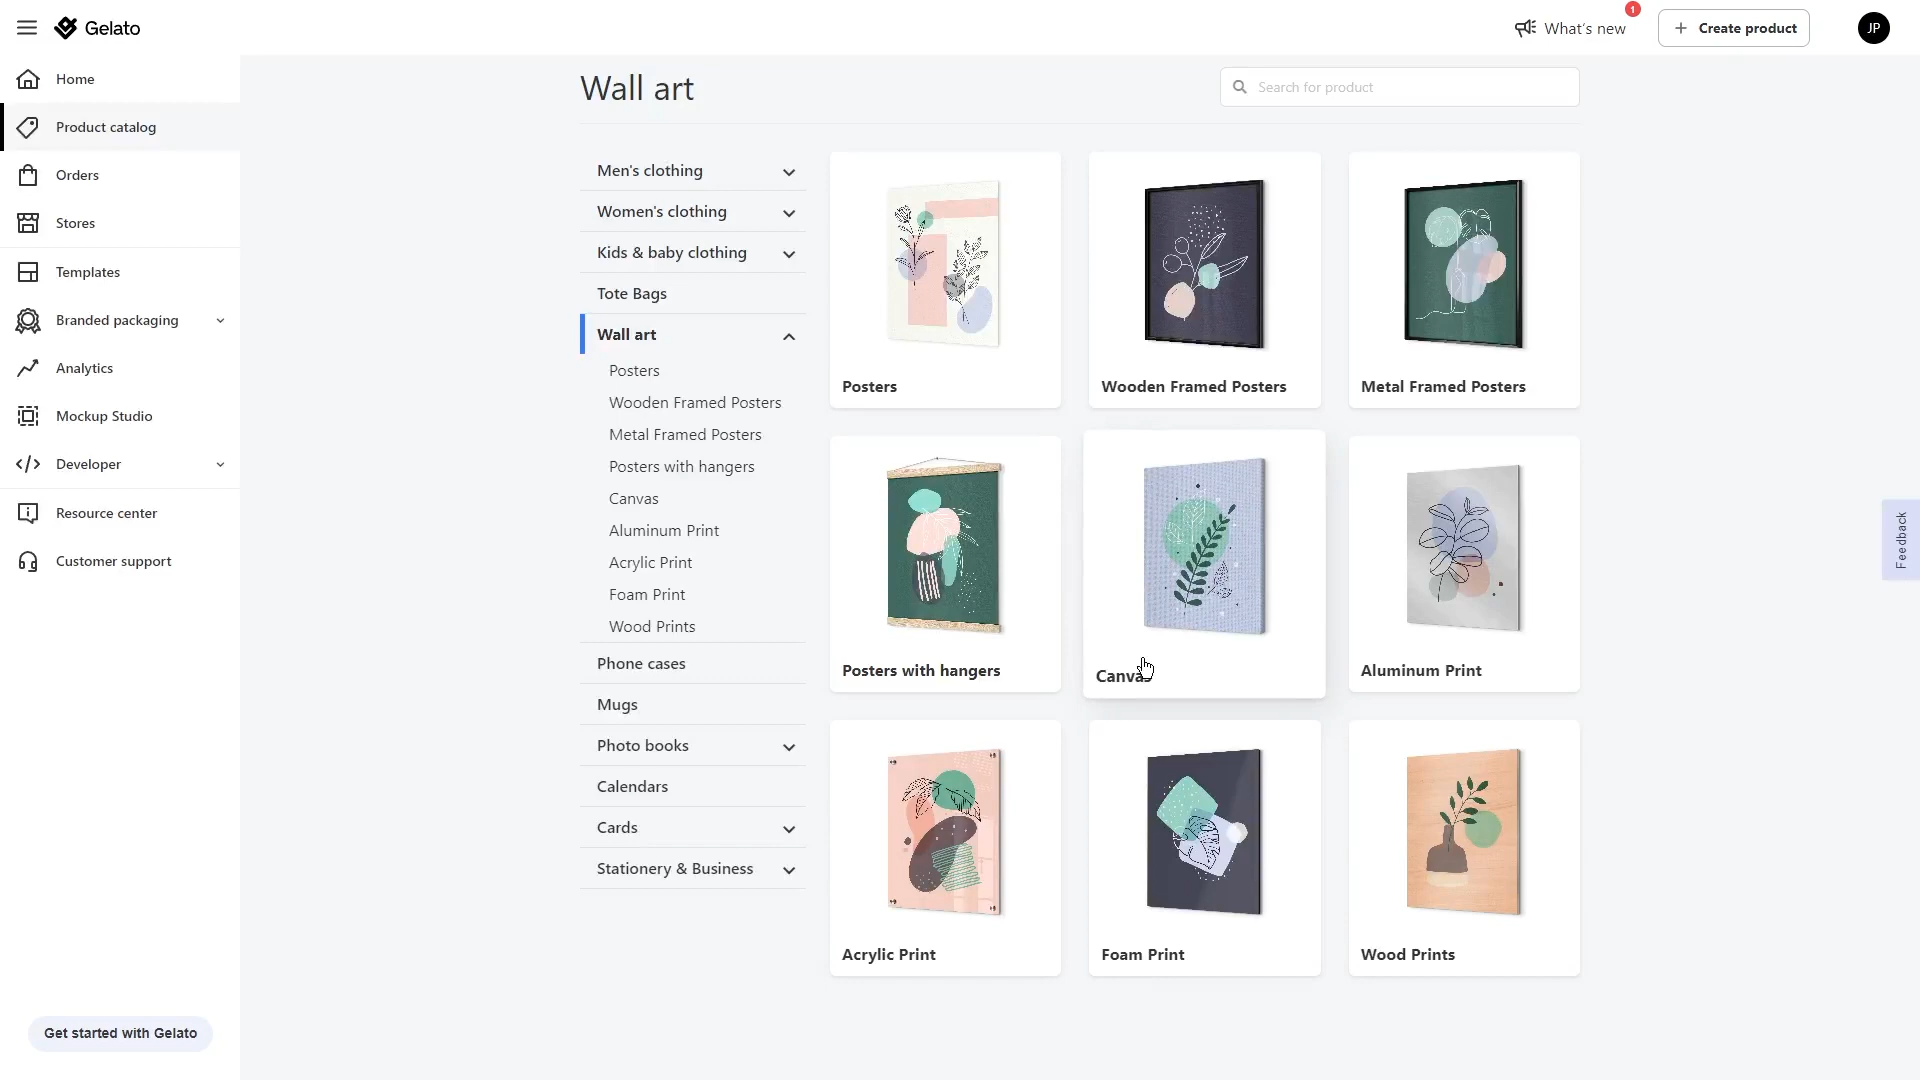 Gelato
What's new
1
Create product
JP
Home
Product catalog
Orders
Stores
Templates
Branded packaging
Analytics
Mockup Studio
Developer
Resource center
Customer support
Get started with Gelato
Wall art
Search for product
Men's clothing
Women's clothing
Kids & baby clothing
Tote Bags
Wall art
Posters
Wooden Framed Posters
Metal Framed Posters
Posters with hangers
Canvas
Aluminum Print
Acrylic Print
Foam Print
Wood Prints
Phone cases
Mugs
Photo books
Calendars
Cards
Stationery & Business
Posters
Wooden Framed Posters
Metal Framed Posters
Posters with hangers
Canvas
Aluminum Print
Acrylic Print
Foam Print
Wood Prints
Feedback